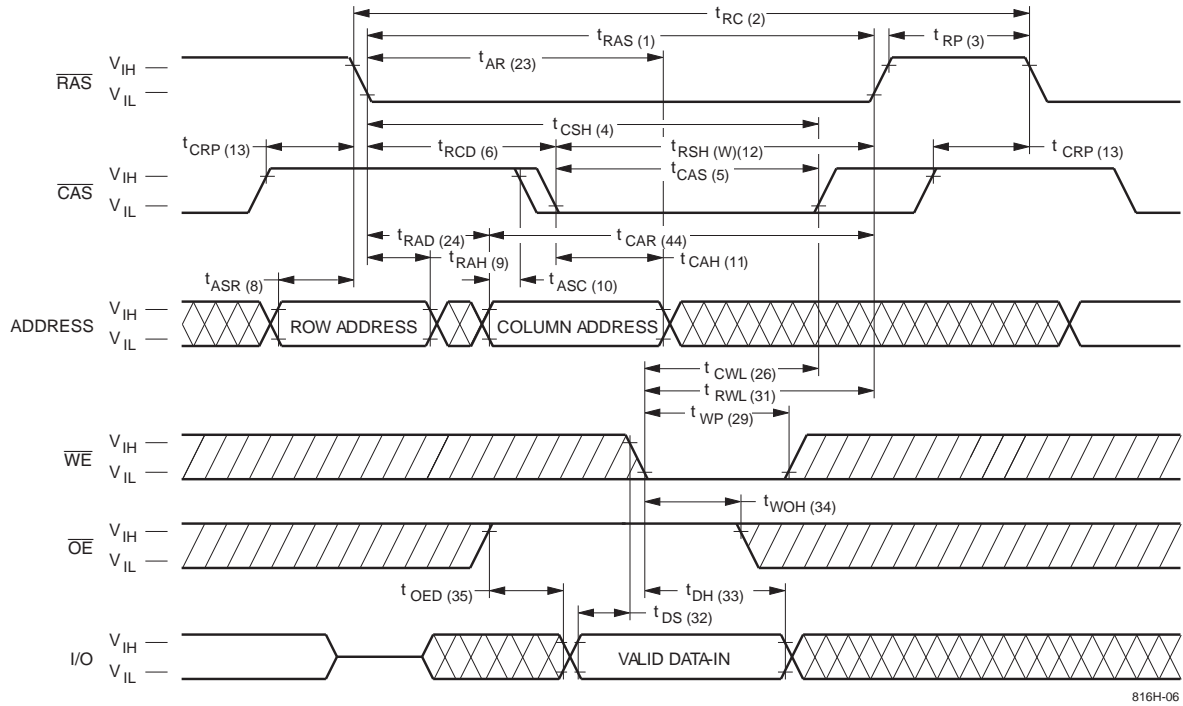 t RC (2)
t RAS (1)
t RP (3)
t AR (23)
RAS
V IH
V IL
t CSH (4)
t CRP (13)
t RCD (6)
t RSH (W)(12)
t CRP (13)
t CAS (5)
CAS
V IH
V IL
t RAD (24)
t CAR (44)
t RAH (9)
t CAH (11)
t ASR (8)
t ASC (10)
ADDRESS
V IH
V IL
ROW ADDRESS
COLUMN ADDRESS
t CWL (26)
t RWL (31)
t WP (29)
WE
V IH
V IL
t WOH (34)
OE
V IH
V IL
t OED (35)
t DH (33)
t DS (32)
I/O
V IH
V IL
VALID DATA-IN
816H-06